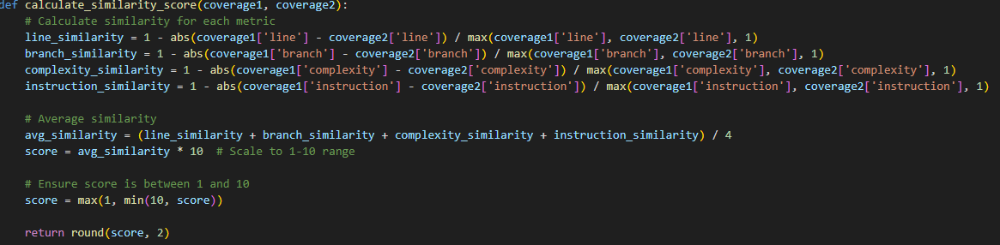 def calculate_similarity_score(coverage1, coverage2):
    # Calculate similarity for each metric
    line_similarity = 1 - abs(coverage1['line'] - coverage2['line']) / max(coverage1['line'], coverage2['line'], 1)
    branch_similarity = 1 - abs(coverage1['branch'] - coverage2['branch']) / max(coverage1['branch'], coverage2['branch'], 1)
    complexity_similarity = 1 - abs(coverage1['complexity'] - coverage2['complexity']) / max(coverage1['complexity'], coverage2['complexity'], 1)
    instruction_similarity = 1 - abs(coverage1['instruction'] - coverage2['instruction']) / max(coverage1['instruction'], coverage2['instruction'], 1)

    # Average similarity
    avg_similarity = (line_similarity + branch_similarity + complexity_similarity + instruction_similarity) / 4
    score = avg_similarity * 10  # Scale to 1-10 range

    # Ensure score is between 1 and 10
    score = max(1, min(10, score))

    return round(score, 2)